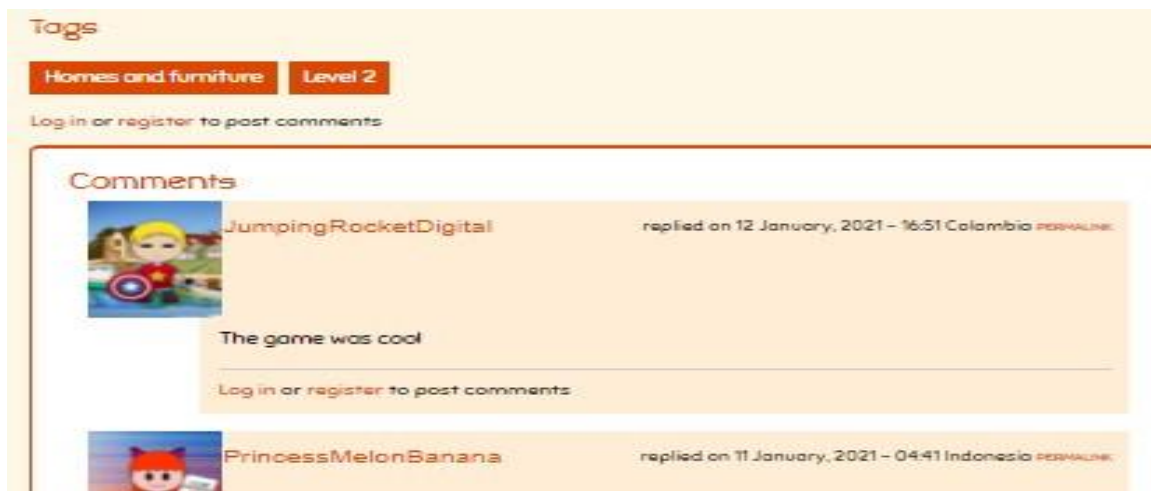 Tags
Homes and furniture Level 2
Log in or register to post comments
Comments
JumpingRocketDigital replied on 12 January, 2021 - 16:51 Colombia PERMALINK
The game was cool
Log in or register to post comments
PrincessMelonBanana replied on 11 January, 2021 - 04:41 Indonesia PERMALINK